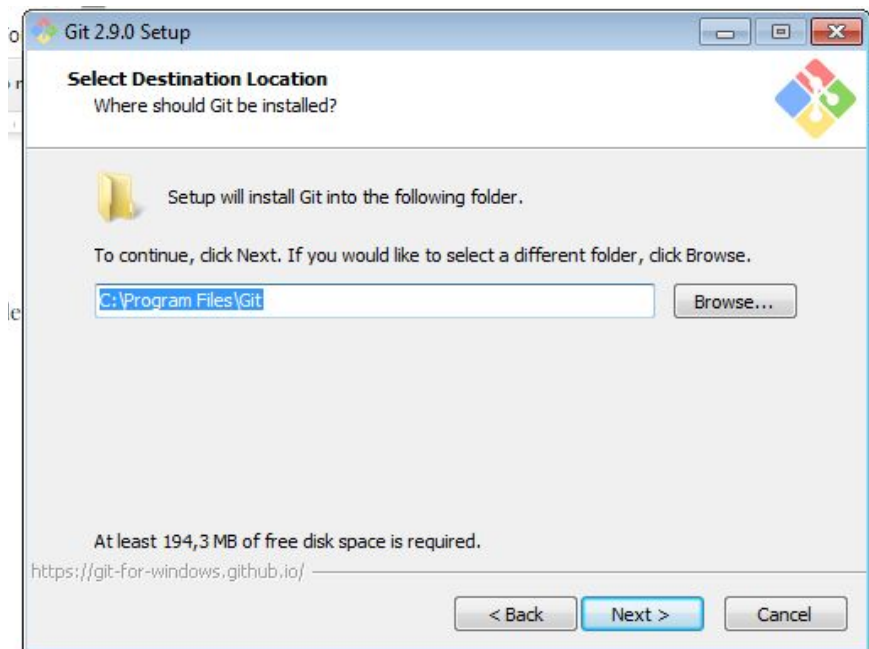 Git 2.9.0 Setup
Select Destination Location
Where should Git be installed?
Setup will install Git into the following folder.
To continue, click Next. If you would like to select a different folder, click Browse.
C:\Program Files\Git
Browse...
At least 194,3 MB of free disk space is required.
https://git-for-windows.github.io/
< Back
Next >
Cancel